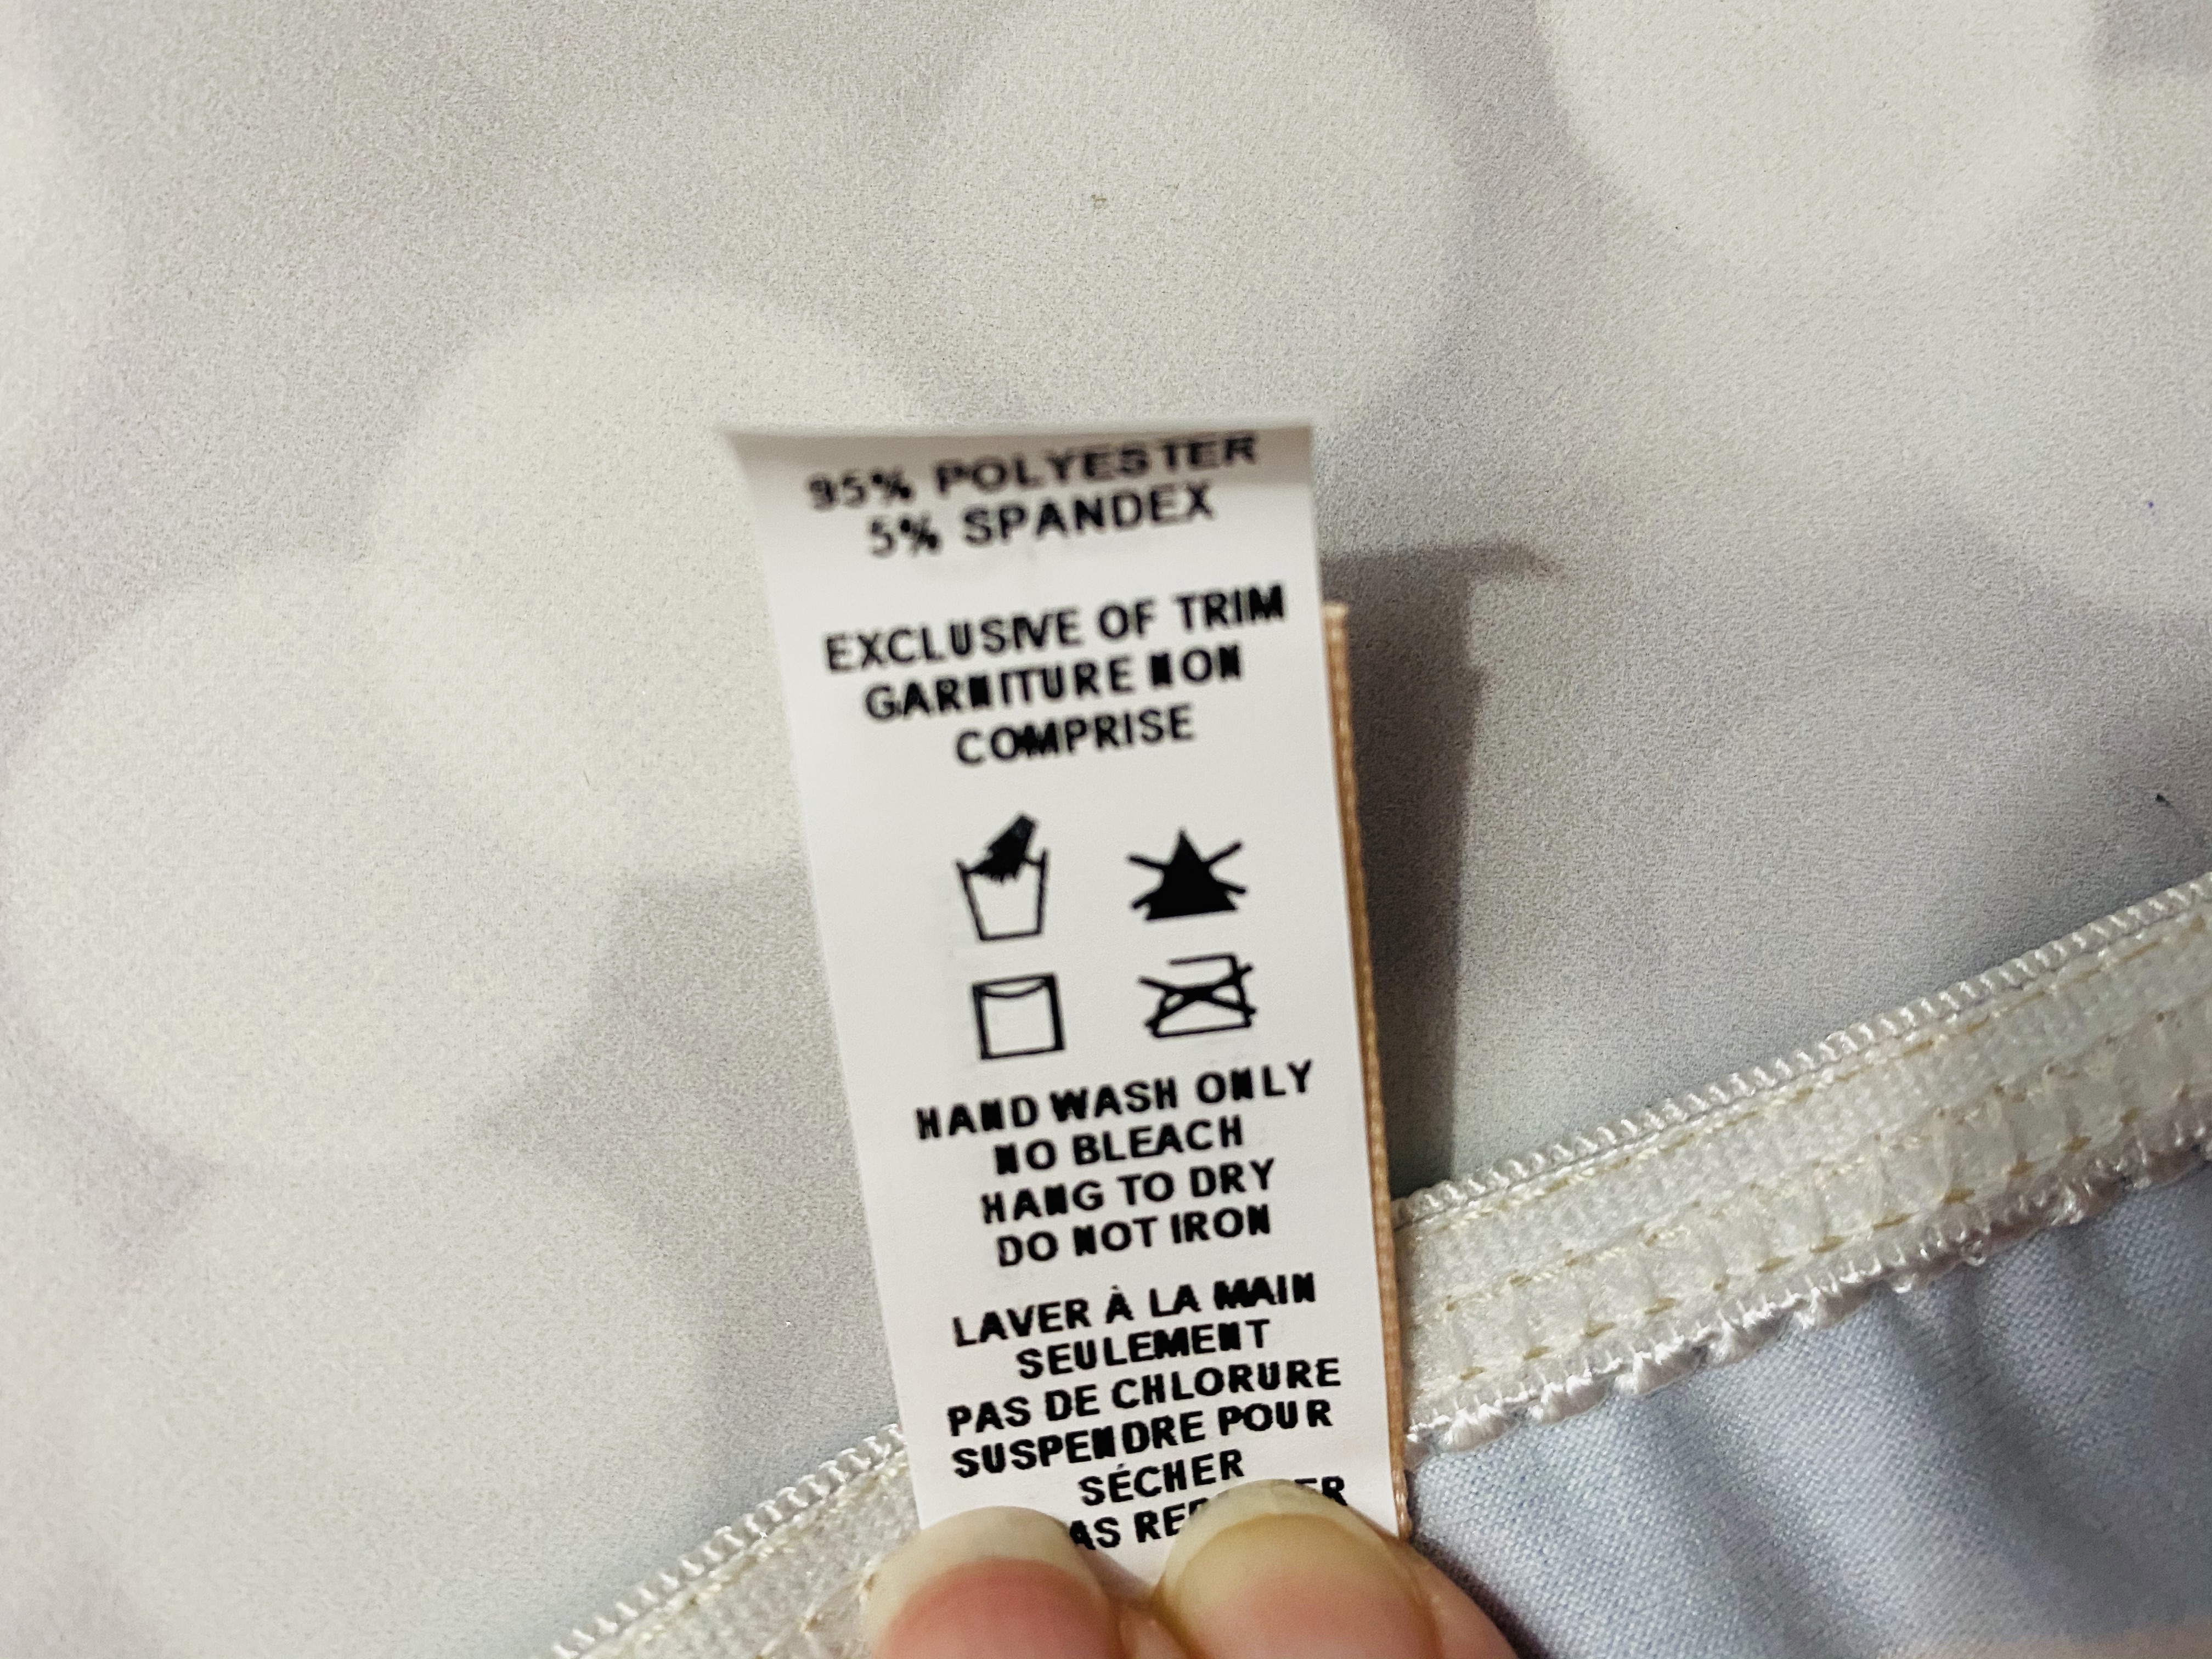 95% POLYESTER
5% SPANDEX
EXCLUSIVE OF TRIM
GARNITURE NON
COMPRISE
HAND WASH ONLY
NO BLEACH
HANG TO DRY
DO NOT IRON
LAVER À LA MAIN
SEULEMENT
PAS DE CHLORURE
SUSPENDRE POUR
SÉCHER